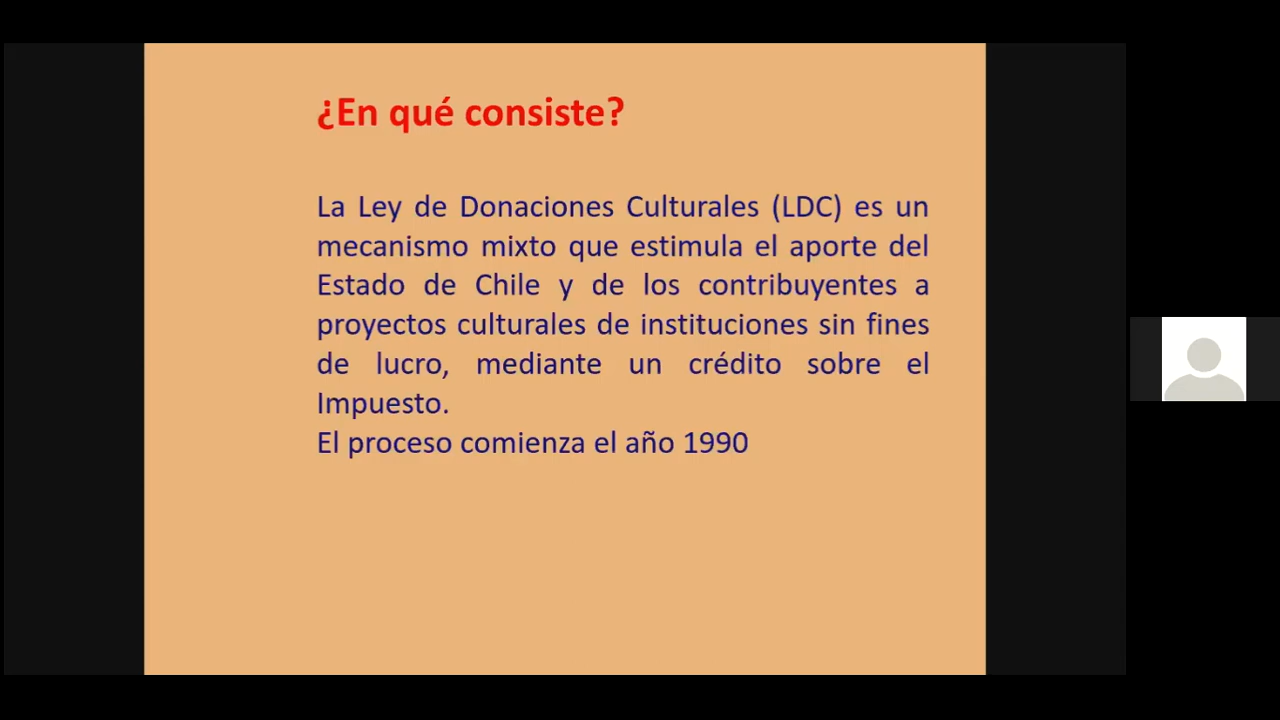 ¿En qué consiste?
La Ley de Donaciones Culturales (LDC) es un
mecanismo mixto que estimula el aporte del
Estado de Chile y de los contribuyentes a
proyectos culturales de instituciones sin fines
de lucro, mediante un crédito sobre el
Impuesto.
El proceso comienza el año 1990